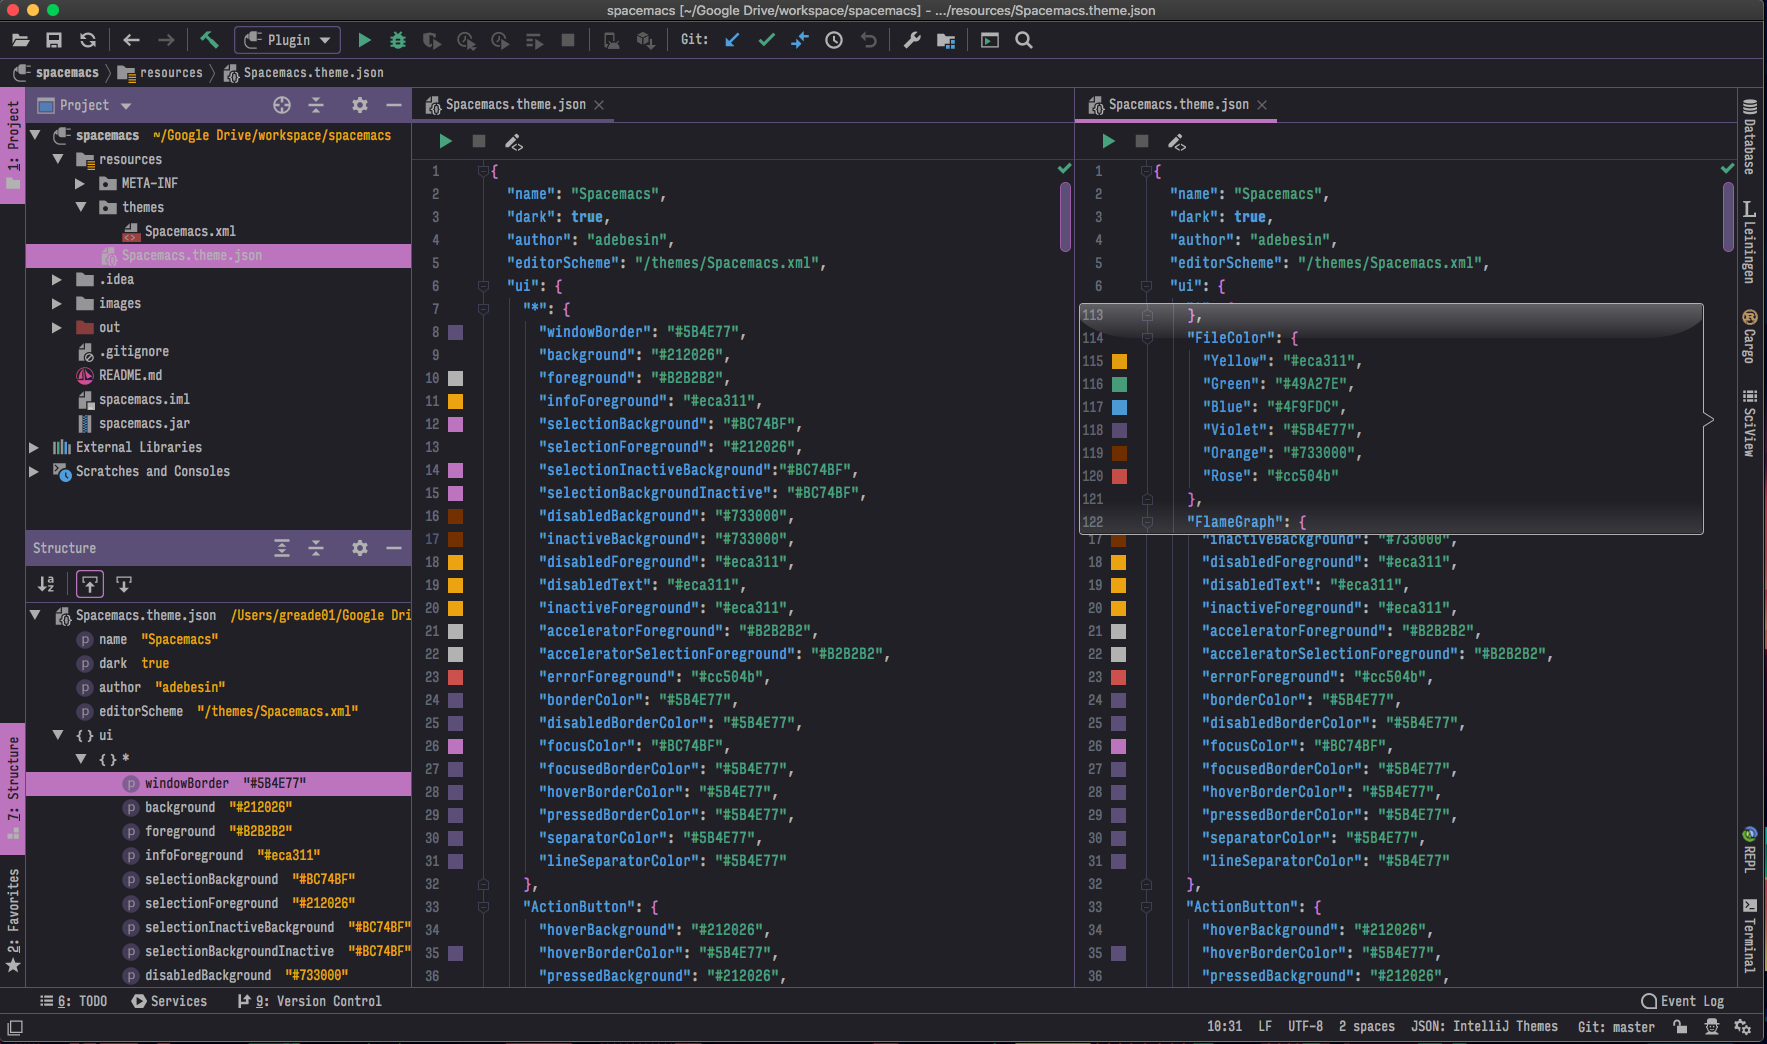 spacemacs [~/Google Drive/workspace/spacemacs] - .../resources/Spacemacs.theme.json
Plugin
Git:
spacemacs
resources
Spacemacs.theme.json
1: Project
Project
spacemacs ~/Google Drive/workspace/spacemacs
resources
META-INF
themes
Spacemacs.xml
Spacemacs.theme.json
.idea
images
out
.gitignore
README.md
spacemacs.iml
spacemacs.jar
External Libraries
Scratches and Consoles
7: Structure
2: Favorites
Structure
Spacemacs.theme.json /Users/greade01/Google Dri
name "Spacemacs"
dark true
author "adebesin"
editorScheme "/themes/Spacemacs.xml"
{} ui
{} *
windowBorder "#5B4E77"
background "#212026"
foreground "#B2B2B2"
infoForeground "#eca311"
selectionBackground "#BC74BF"
selectionForeground "#212026"
selectionInactiveBackground "#BC74BF"
selectionBackgroundInactive "#BC74BF"
disabledBackground "#733000"
Spacemacs.theme.json
1 {
2 "name": "Spacemacs",
3 "dark": true,
4 "author": "adebesin",
5 "editorScheme": "/themes/Spacemacs.xml",
6 "ui": {
7 "*": {
8 "windowBorder": "#5B4E77",
9 "background": "#212026",
10 "foreground": "#B2B2B2",
11 "infoForeground": "#eca311",
12 "selectionBackground": "#BC74BF",
13 "selectionForeground": "#212026",
14 "selectionInactiveBackground":"#BC74BF",
15 "selectionBackgroundInactive": "#BC74BF",
16 "disabledBackground": "#733000",
17 "inactiveBackground": "#733000",
18 "disabledForeground": "#eca311",
19 "disabledText": "#eca311",
20 "inactiveForeground": "#eca311",
21 "acceleratorForeground": "#B2B2B2",
22 "acceleratorSelectionForeground": "#B2B2B2",
23 "errorForeground": "#cc504b",
24 "borderColor": "#5B4E77",
25 "disabledBorderColor": "#5B4E77",
26 "focusColor": "#BC74BF",
27 "focusedBorderColor": "#5B4E77",
28 "hoverBorderColor": "#5B4E77",
29 "pressedBorderColor": "#5B4E77",
30 "separatorColor": "#5B4E77",
31 "lineSeparatorColor": "#5B4E77"
32 },
33 "ActionButton": {
34 "hoverBackground": "#212026",
35 "hoverBorderColor": "#5B4E77",
36 "pressedBackground": "#212026",
Spacemacs.theme.json
1 {
2 "name": "Spacemacs",
3 "dark": true,
4 "author": "adebesin",
5 "editorScheme": "/themes/Spacemacs.xml",
6 "ui": {
113 },
114 "FileColor": {
115 "Yellow": "#eca311",
116 "Green": "#49A27E",
117 "Blue": "#4F9FDC",
118 "Violet": "#5B4E77",
119 "Orange": "#733000",
120 "Rose": "#cc504b"
121 },
122 "FlameGraph": {
17 "inactiveBackground": "#733000",
18 "disabledForeground": "#eca311",
19 "disabledText": "#eca311",
20 "inactiveForeground": "#eca311",
21 "acceleratorForeground": "#B2B2B2",
22 "acceleratorSelectionForeground": "#B2B2B2",
23 "errorForeground": "#cc504b",
24 "borderColor": "#5B4E77",
25 "disabledBorderColor": "#5B4E77",
26 "focusColor": "#BC74BF",
27 "focusedBorderColor": "#5B4E77",
28 "hoverBorderColor": "#5B4E77",
29 "pressedBorderColor": "#5B4E77",
30 "separatorColor": "#5B4E77",
31 "lineSeparatorColor": "#5B4E77"
32 },
33 "ActionButton": {
34 "hoverBackground": "#212026",
35 "hoverBorderColor": "#5B4E77",
36 "pressedBackground": "#212026",
Database
Leiningen
Cargo
SciView
REPL
Terminal
6: TODO
Services
9: Version Control
Event Log
10:31 LF UTF-8 2 spaces JSON: IntelliJ Themes Git: master